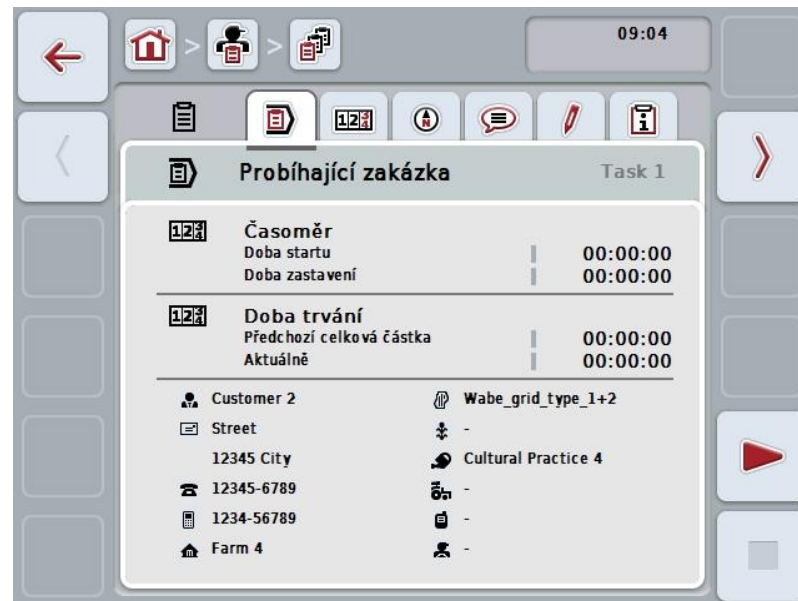 09:04
Probíhající zakázka Task 1
Časoměr
Doba startu 00:00:00
Doba zastavení 00:00:00
Doba trvání
Předchozí celková částka 00:00:00
Aktuálně 00:00:00
Customer 2 Wabe_grid_type_1+2
Street -
12345 City Cultural Practice 4
12345-6789 -
1234-56789 -
Farm 4 -